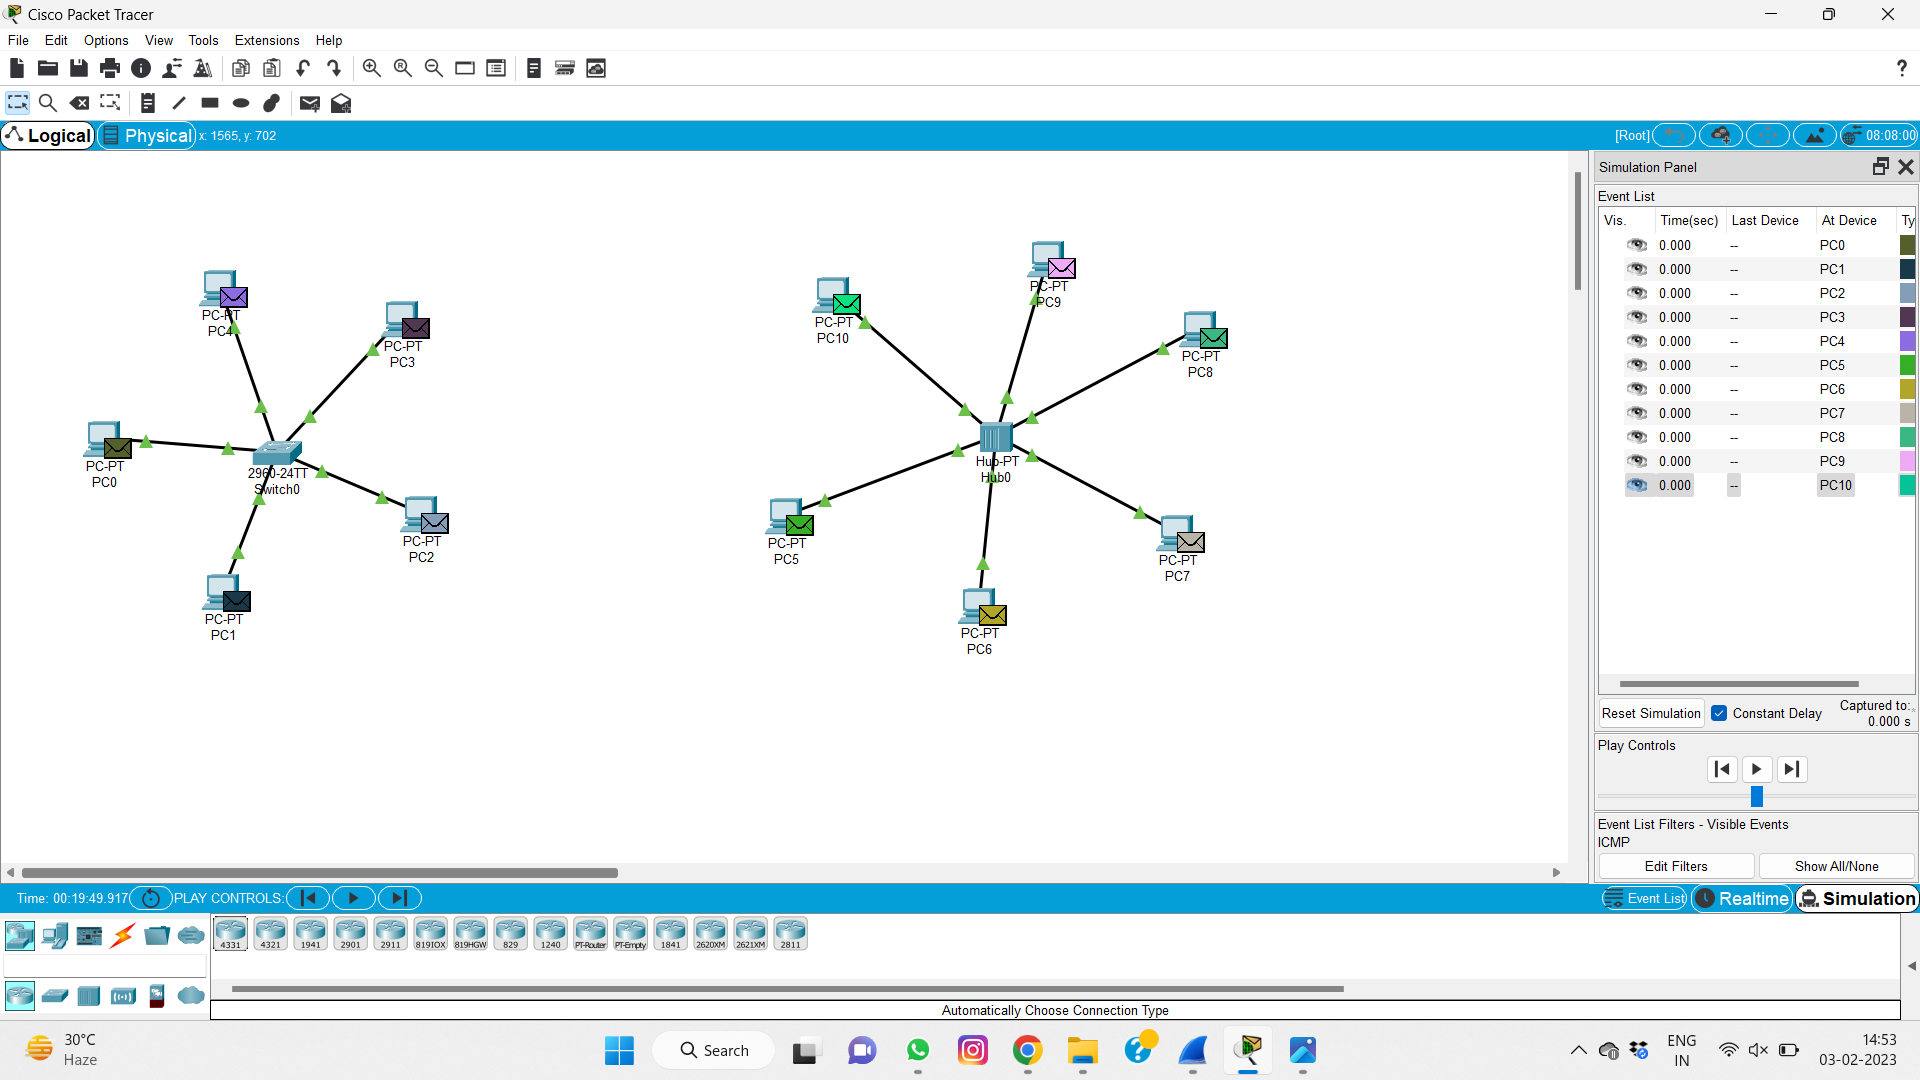 Cisco Packet Tracer
File Edit Options View Tools Extensions Help
Logical Physical x: 1565, y: 702 [Root] 08:08:00
Simulation Panel
Event List
Vis. Time(sec) Last Device At Device Ty
0.000 -- PC0
0.000 -- PC1
0.000 -- PC2
0.000 -- PC3
0.000 -- PC4
0.000 -- PC5
0.000 -- PC6
0.000 -- PC7
0.000 -- PC8
0.000 -- PC9
0.000 -- PC10
PC-PT
PC4
PC-PT
PC3
PC-PT
PC0
2960-24TT
Switch0
PC-PT
PC2
PC-PT
PC1
PC-PT
PC10
PC-PT
PC9
PC-PT
PC8
Hub-PT
Hub0
PC-PT
PC5
PC-PT
PC7
PC-PT
PC6
Reset Simulation Constant Delay Captured to:
0.000 s
Play Controls
Event List Filters - Visible Events
ICMP
Edit Filters Show All/None
Time: 00:19:49.917 PLAY CONTROLS: Event List Realtime Simulation
4331 4321 1941 2901 2911 819IOX 819HGW 829 1240 PT-Router PT-Empty 1841 2620XM 2621XM 2811
Automatically Choose Connection Type
30°C
Haze
Search
ENG
IN
14:53
03-02-2023